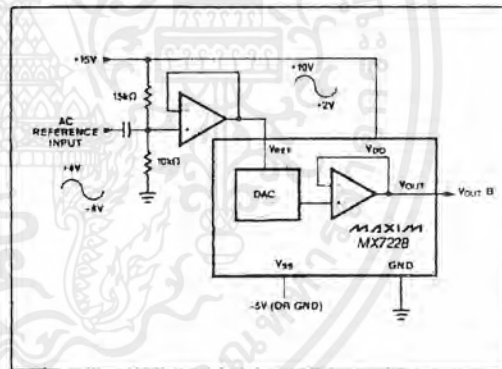 +15V
+10V
+2V
15kΩ
AC
REFERENCE
INPUT
10kΩ
+4V
VREF
VDD
DAC
VOUT
VOUT B
MAXIM
MX7228
VSS
GND
-5V (OR GND)